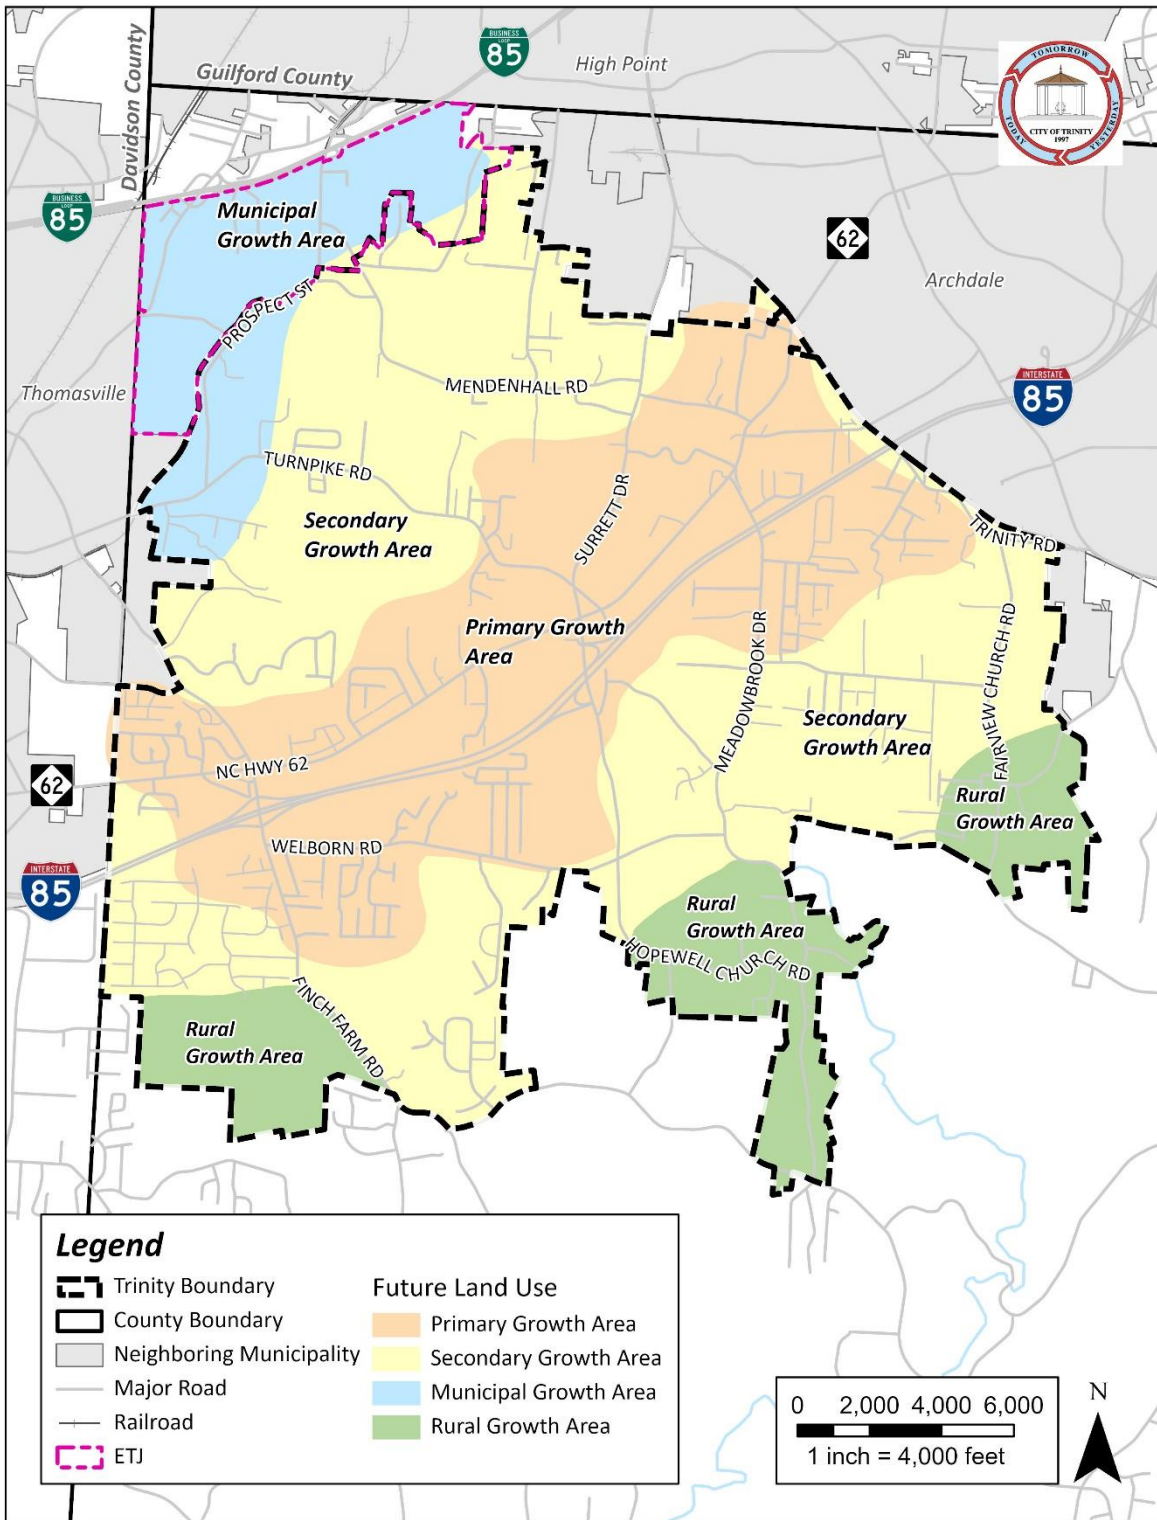 BUSINESS
LOOP
85
High Point
TOMORROW
TODAY
YESTERDAY
CITY OF TRINITY
1997
Guilford County
Davidson County
BUSINESS
LOOP
85
Municipal
Growth Area
62
Archdale
PROSPECT ST
Thomasville
MENDENHALL RD
INTERSTATE
85
TURNPIKE RD
SURRETT DR
Secondary
Growth Area
TRINITY RD
Primary Growth
Area
FAIRVIEW CHURCH RD
MEADOWBROOK DR
Secondary
Growth Area
NC HWY 62
62
Rural
Growth Area
WELBORN RD
INTERSTATE
85
Rural
Growth Area
HOPEWELL CHURCH RD
FINCH FARM RD
Rural
Growth Area
Legend
Trinity Boundary
County Boundary
Neighboring Municipality
Major Road
Railroad
ETJ
Future Land Use
Primary Growth Area
Secondary Growth Area
Municipal Growth Area
Rural Growth Area
0 2,000 4,000 6,000
1 inch = 4,000 feet
N